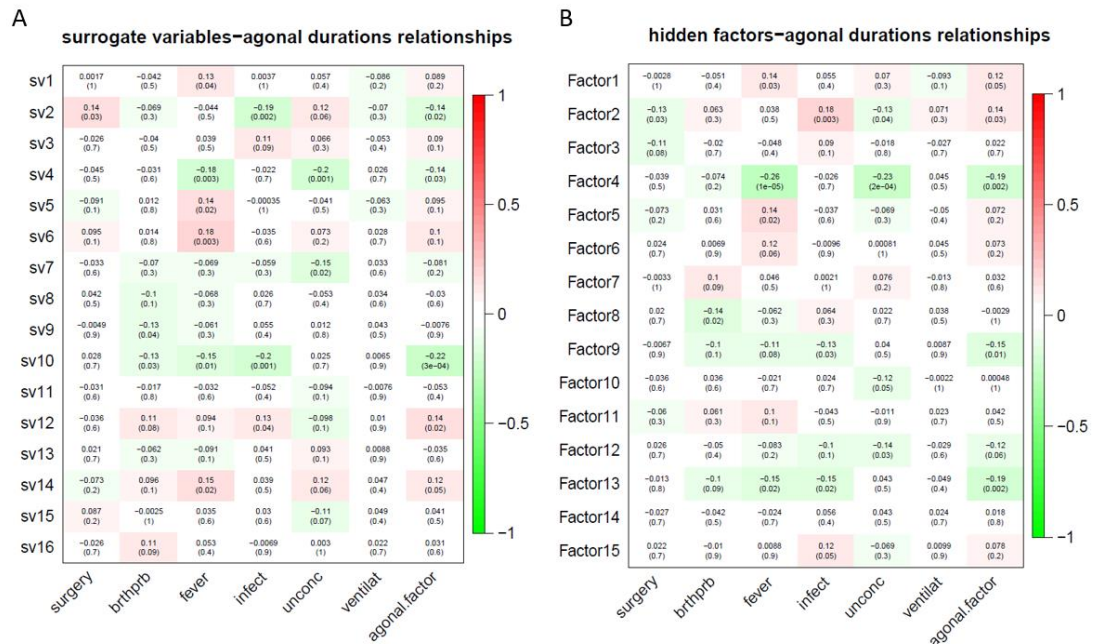 A
surrogate variables−agonal durations relationships
sv1 0.0017 −0.042 0.13 0.0037 0.057 −0.086 0.089
(1) (0.5) (0.04) (1) (0.4) (0.2) (0.2)
sv2 0.14 −0.069 −0.044 −0.19 0.12 −0.07 −0.14
(0.03) (0.3) (0.5) (0.002) (0.06) (0.3) (0.02)
sv3 −0.026 −0.04 0.039 0.11 0.066 −0.053 0.09
(0.7) (0.5) (0.5) (0.09) (0.3) (0.4) (0.1)
sv4 −0.045 −0.031 −0.18 −0.022 −0.2 0.026 −0.14
(0.5) (0.6) (0.003) (0.7) (0.001) (0.7) (0.03)
sv5 −0.091 0.012 0.14 −0.00035 −0.041 −0.063 0.095
(0.1) (0.8) (0.02) (1) (0.5) (0.3) (0.1)
sv6 0.095 0.014 0.18 −0.035 0.073 0.028 0.1
(0.1) (0.8) (0.003) (0.6) (0.2) (0.7) (0.1)
sv7 −0.033 −0.07 −0.069 −0.059 −0.15 0.033 −0.081
(0.6) (0.3) (0.3) (0.3) (0.02) (0.6) (0.2)
sv8 0.042 −0.1 −0.068 0.026 −0.053 0.034 −0.03
(0.5) (0.1) (0.3) (0.7) (0.4) (0.6) (0.6)
sv9 −0.0049 −0.13 −0.061 0.055 0.012 0.043 −0.0076
(0.9) (0.04) (0.3) (0.4) (0.8) (0.5) (0.9)
sv10 0.028 −0.13 −0.15 −0.2 0.025 0.0065 −0.22
(0.7) (0.03) (0.01) (0.001) (0.7) (0.9) (3e−04)
sv11 −0.031 −0.017 −0.032 −0.052 −0.094 −0.0076 −0.053
(0.6) (0.8) (0.6) (0.4) (0.1) (0.9) (0.4)
sv12 −0.036 0.11 0.094 0.13 −0.098 0.01 0.14
(0.6) (0.08) (0.1) (0.04) (0.1) (0.9) (0.02)
sv13 0.021 −0.062 −0.091 0.041 0.093 0.0088 −0.035
(0.7) (0.3) (0.1) (0.5) (0.1) (0.9) (0.6)
sv14 −0.073 0.096 0.15 0.039 0.12 0.047 0.12
(0.2) (0.1) (0.02) (0.5) (0.06) (0.4) (0.05)
sv15 0.087 −0.0025 0.035 0.03 −0.11 0.049 0.041
(0.2) (1) (0.6) (0.6) (0.07) (0.4) (0.5)
sv16 −0.026 0.11 0.053 −0.0069 0.003 0.022 0.031
(0.7) (0.09) (0.4) (0.9) (1) (0.7) (0.6)
surgery brthprb fever infect unconc ventilat agonal.factor
1
0.5
0
−0.5
−1
B
hidden factors−agonal durations relationships
Factor1 −0.0028 −0.051 0.14 0.055 0.07 −0.093 0.12
(1) (0.4) (0.03) (0.4) (0.3) (0.1) (0.05)
Factor2 −0.13 0.063 0.038 0.18 −0.13 0.071 0.14
(0.03) (0.3) (0.5) (0.003) (0.04) (0.3) (0.03)
Factor3 −0.11 −0.02 −0.048 0.09 −0.018 −0.027 0.022
(0.08) (0.7) (0.4) (0.1) (0.8) (0.7) (0.7)
Factor4 −0.039 −0.074 −0.26 −0.026 −0.23 0.045 −0.19
(0.5) (0.2) (1e−05) (0.7) (2e−04) (0.5) (0.002)
Factor5 −0.073 0.031 0.14 −0.037 −0.069 −0.05 0.072
(0.2) (0.6) (0.02) (0.6) (0.3) (0.4) (0.2)
Factor6 0.024 0.0069 0.12 −0.0096 0.00081 0.045 0.073
(0.7) (0.9) (0.06) (0.9) (1) (0.5) (0.2)
Factor7 −0.0033 0.1 0.046 0.0021 0.076 −0.013 0.032
(1) (0.09) (0.5) (1) (0.2) (0.8) (0.6)
Factor8 0.02 −0.14 −0.062 0.064 0.022 0.038 −0.0029
(0.7) (0.02) (0.3) (0.3) (0.7) (0.5) (1)
Factor9 −0.0067 −0.1 −0.11 −0.13 0.04 0.0087 −0.15
(0.9) (0.1) (0.08) (0.03) (0.5) (0.9) (0.01)
Factor10 −0.036 0.036 −0.021 0.024 −0.12 −0.0022 0.00048
(0.6) (0.6) (0.7) (0.7) (0.05) (1) (1)
Factor11 −0.06 0.061 0.1 −0.043 −0.011 0.023 0.042
(0.3) (0.3) (0.1) (0.5) (0.9) (0.7) (0.5)
Factor12 0.026 −0.05 −0.083 −0.1 −0.14 −0.029 −0.12
(0.7) (0.4) (0.2) (0.1) (0.03) (0.6) (0.06)
Factor13 −0.013 −0.1 −0.15 −0.15 0.043 −0.049 −0.19
(0.8) (0.09) (0.02) (0.02) (0.5) (0.4) (0.002)
Factor14 −0.027 −0.042 −0.024 0.056 0.043 0.024 0.018
(0.7) (0.5) (0.7) (0.4) (0.5) (0.7) (0.8)
Factor15 0.022 −0.01 0.0088 0.12 −0.069 0.0099 0.078
(0.7) (0.9) (0.9) (0.05) (0.3) (0.9) (0.2)
surgery brthprb fever infect unconc ventilat agonal.factor
1
0.5
0
−0.5
−1